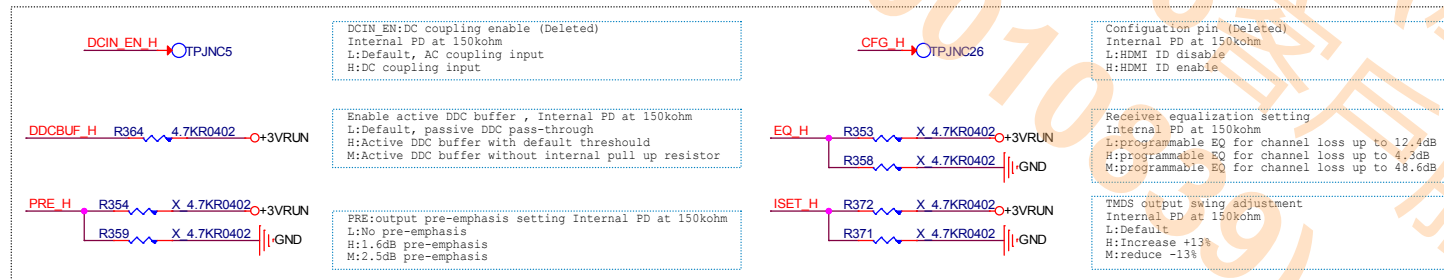 DCIN_EN_H
TPJNC5
DCIN_EN:DC coupling enable (Deleted)
Internal PD at 150kohm
L:Default, AC coupling input
H:DC coupling input
CFG_H
TPJNC26
Configuation pin (Deleted)
Internal PD at 150kohm
L:HDMI ID disable
H:HDMI ID enable
DDCBUF_H R364 4.7KR0402 +3VRUN
Enable active DDC buffer , Internal PD at 150kohm
L:Default, passive DDC pass-through
H:Active DDC buffer with default threshould
M:Active DDC buffer without internal pull up resistor
EQ_H R353 X_4.7KR0402 +3VRUN
R358 X_4.7KR0402 GND
Receiver equalization setting
Internal PD at 150kohm
L:programmable EQ for channel loss up to 12.4dB
H:programmable EQ for channel loss up to 4.3dB
M:programmable EQ for channel loss up to 48.6dB
PRE_H R354 X_4.7KR0402 +3VRUN
R359 X_4.7KR0402 GND
PRE:output pre-emphasis setting Internal PD at 150kohm
L:No pre-emphasis
H:1.6dB pre-emphasis
M:2.5dB pre-emphasis
ISET_H R372 X_4.7KR0402 +3VRUN
R371 X_4.7KR0402 GND
TMDS output swing adjustment
Internal PD at 150kohm
L:Default
H:Increase +13%
M:reduce -13%
客户